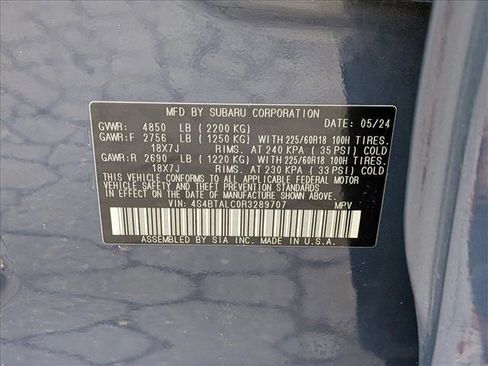 MFD BY SUBARU CORPORATION
GVWR: 4850 LB ( 2200 KG) DATE: 05/24
GAWR:F 2756 LB ( 1250 KG) WITH 225/60R18 100H TIRES.
18X7J RIMS. AT 240 KPA ( 35 PSI) COLD
GAWR:R 2690 LB ( 1220 KG) WITH 225/60R18 100H TIRES.
18X7J RIMS. AT 230 KPA ( 33 PSI) COLD
THIS VEHICLE CONFORMS TO ALL APPLICABLE FEDERAL MOTOR
VEHICLE SAFETY BUMPER, AND THEFT PREVENTION STANDARDS
IN EFFECT ON THE DATE OF MANUFACTURE SHOWN ABOVE.
VIN: 4S4BTALC0R3289707 MPV
ASSEMBLED BY SIA INC. MADE IN U.S.A.